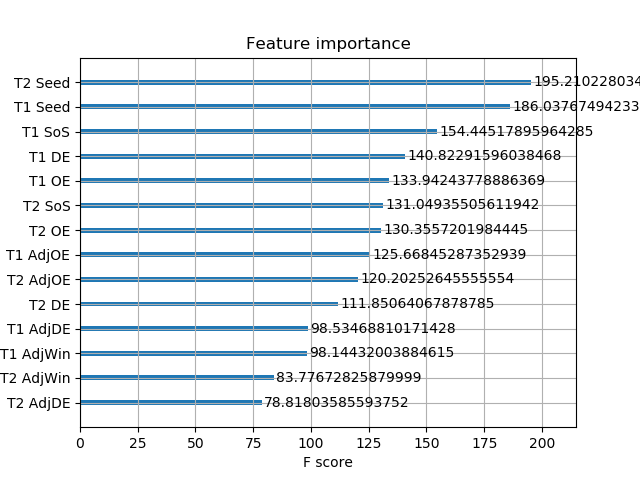 Feature importance
T2 Seed 195.210228034
T1 Seed 186.03767494233
T1 SoS 154.44517895964285
T1 DE 140.82291596038468
T1 OE 133.94243778886369
T2 SoS 131.04935505611942
T2 OE 130.3557201984445
T1 AdjOE 125.66845287352939
T2 AdjOE 120.20252645555554
T2 DE 111.85064067878785
T1 AdjDE 98.53468810171428
T1 AdjWin 98.14432003884615
T2 AdjWin 83.77672825879999
T2 AdjDE 78.81803585593752
0 25 50 75 100 125 150 175 200
F score